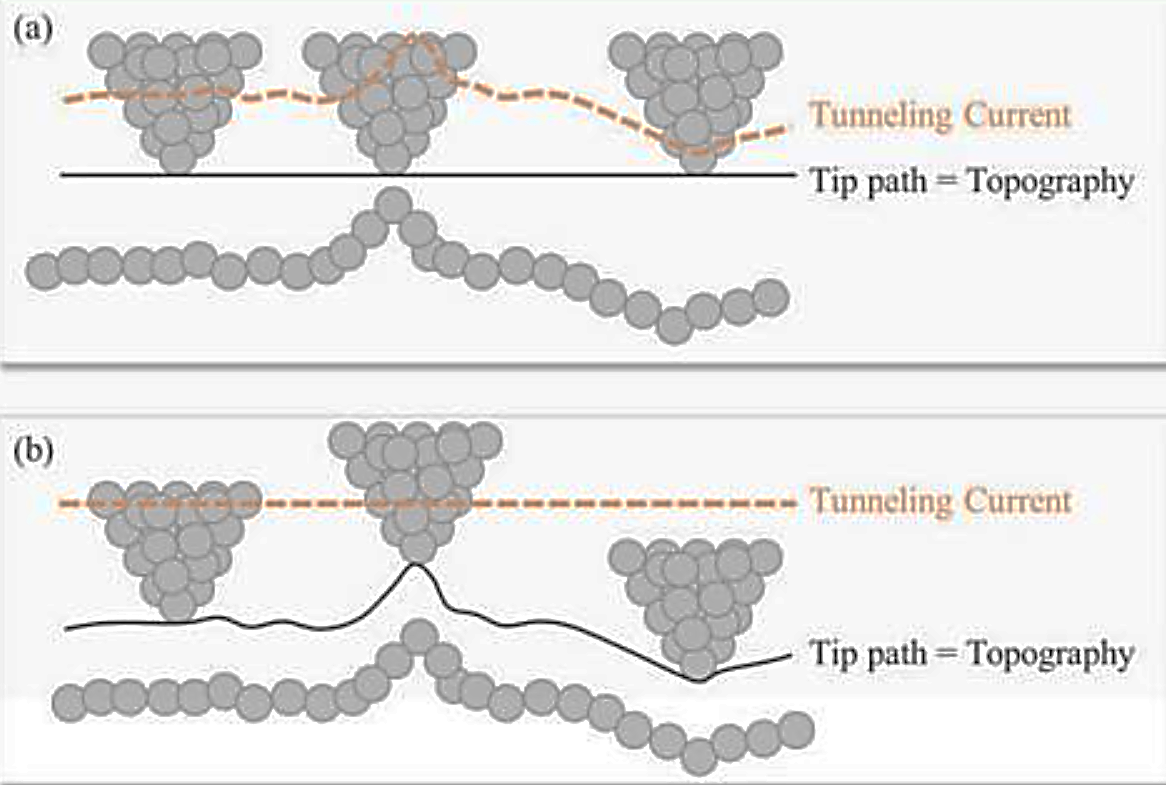 (a)
Tunneling Current
Tip path = Topography
(b)
Tunneling Current
Tip path = Topography